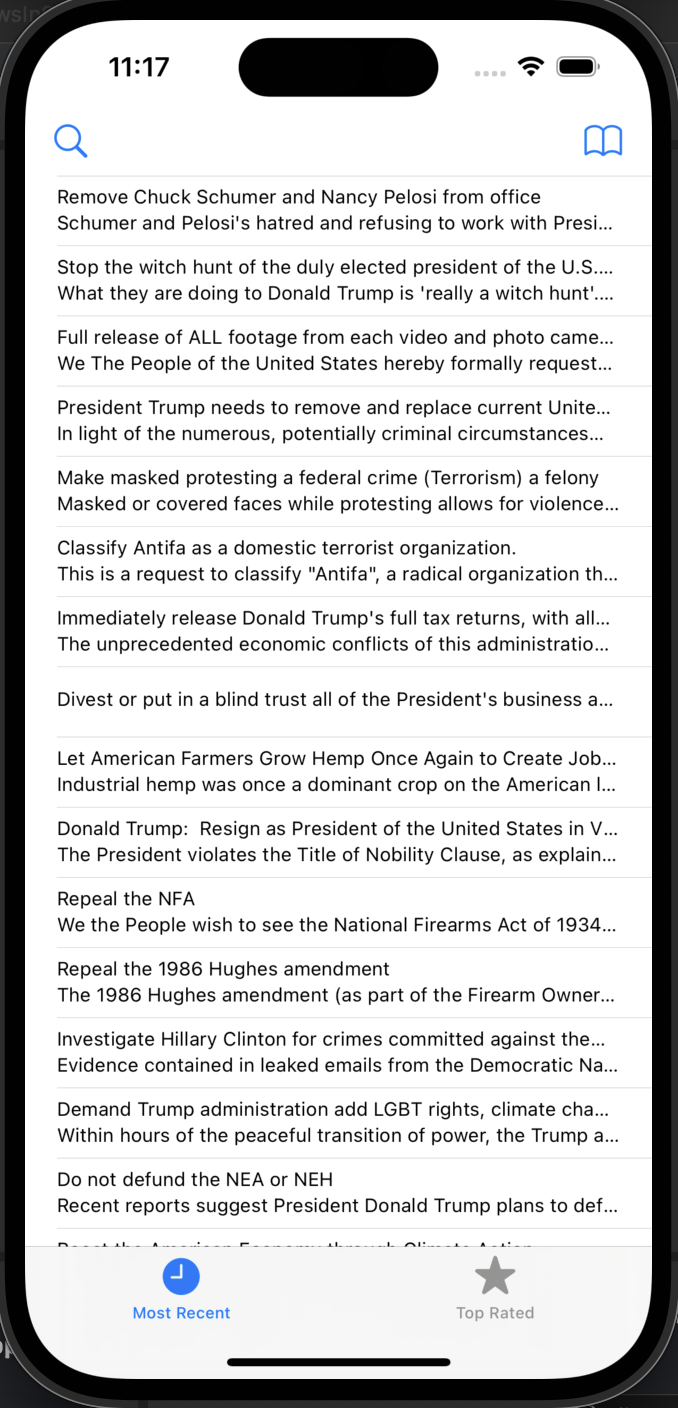 11:17
Remove Chuck Schumer and Nancy Pelosi from office
Schumer and Pelosi's hatred and refusing to work with Presi...
Stop the witch hunt of the duly elected president of the U.S....
What they are doing to Donald Trump is 'really a witch hunt'....
Full release of ALL footage from each video and photo came...
We The People of the United States hereby formally request...
President Trump needs to remove and replace current Unite...
In light of the numerous, potentially criminal circumstances...
Make masked protesting a federal crime (Terrorism) a felony
Masked or covered faces while protesting allows for violence...
Classify Antifa as a domestic terrorist organization.
This is a request to classify "Antifa", a radical organization th...
Immediately release Donald Trump's full tax returns, with all...
The unprecedented economic conflicts of this administratio...
Divest or put in a blind trust all of the President's business a...
Let American Farmers Grow Hemp Once Again to Create Job...
Industrial hemp was once a dominant crop on the American l...
Donald Trump:  Resign as President of the United States in V...
The President violates the Title of Nobility Clause, as explain...
Repeal the NFA
We the People wish to see the National Firearms Act of 1934...
Repeal the 1986 Hughes amendment
The 1986 Hughes amendment (as part of the Firearm Owner...
Investigate Hillary Clinton for crimes committed against the...
Evidence contained in leaked emails from the Democratic Na...
Demand Trump administration add LGBT rights, climate cha...
Within hours of the peaceful transition of power, the Trump a...
Do not defund the NEA or NEH
Recent reports suggest President Donald Trump plans to def...
the American Economy through Climate Action
Most Recent
Top Rated